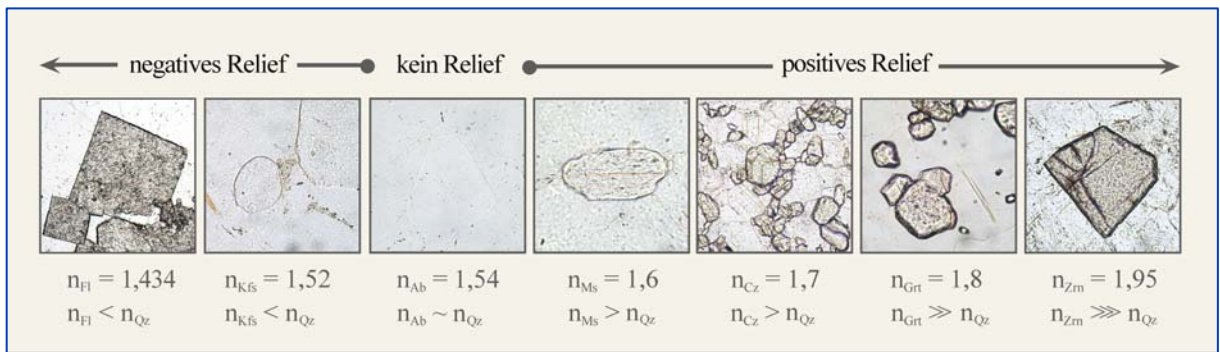 negatives Relief kein Relief positives Relief
n_Fl = 1,434 n_Kfs = 1,52 n_Ab = 1,54 n_Ms = 1,6 n_Cz = 1,7 n_Grt = 1,8 n_Zrn = 1,95
n_Fl < n_Qz n_Kfs < n_Qz n_Ab ~ n_Qz n_Ms > n_Qz n_Cz > n_Qz n_Grt ≫ n_Qz n_Zrn ⋙ n_Qz